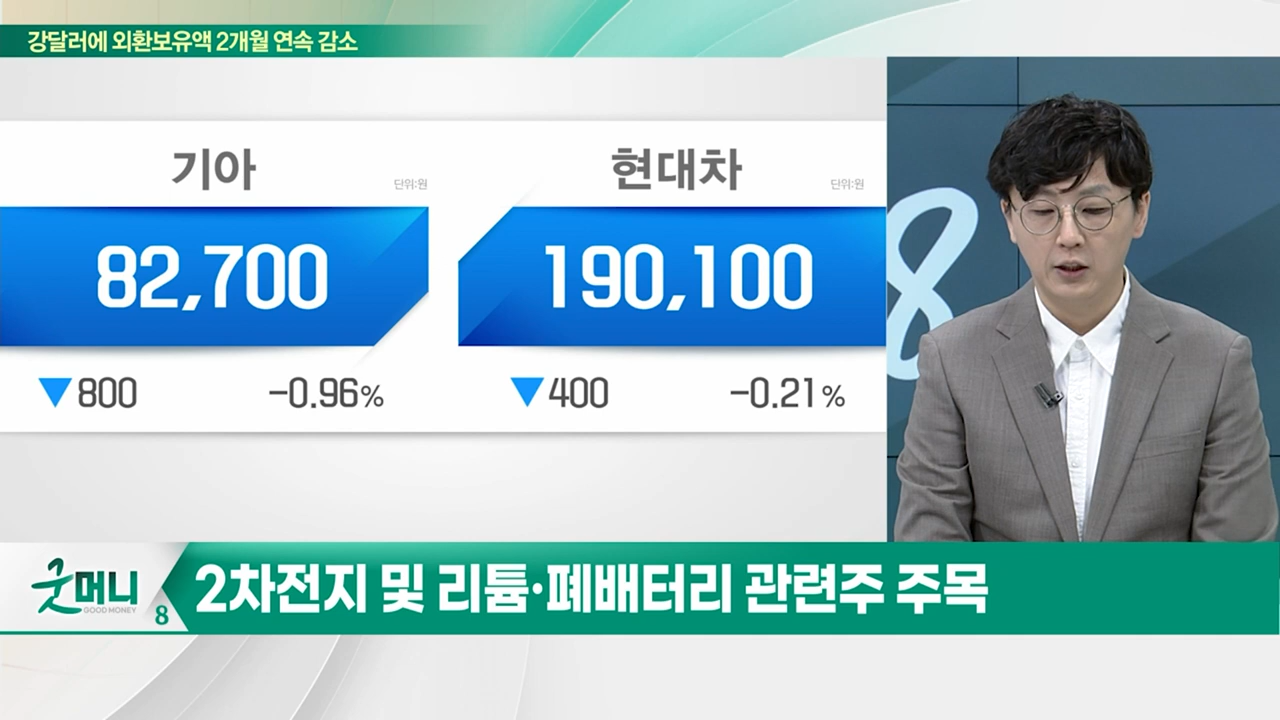 강달러에 외환보유액 2개월 연속 감소
기아
단위:원
82,700
▼800 -0.96%
현대차
단위:원
190,100
▼400 -0.21%
8
굿머니
GOOD MONEY
8
2차전지 및 리튬·폐배터리 관련주 주목